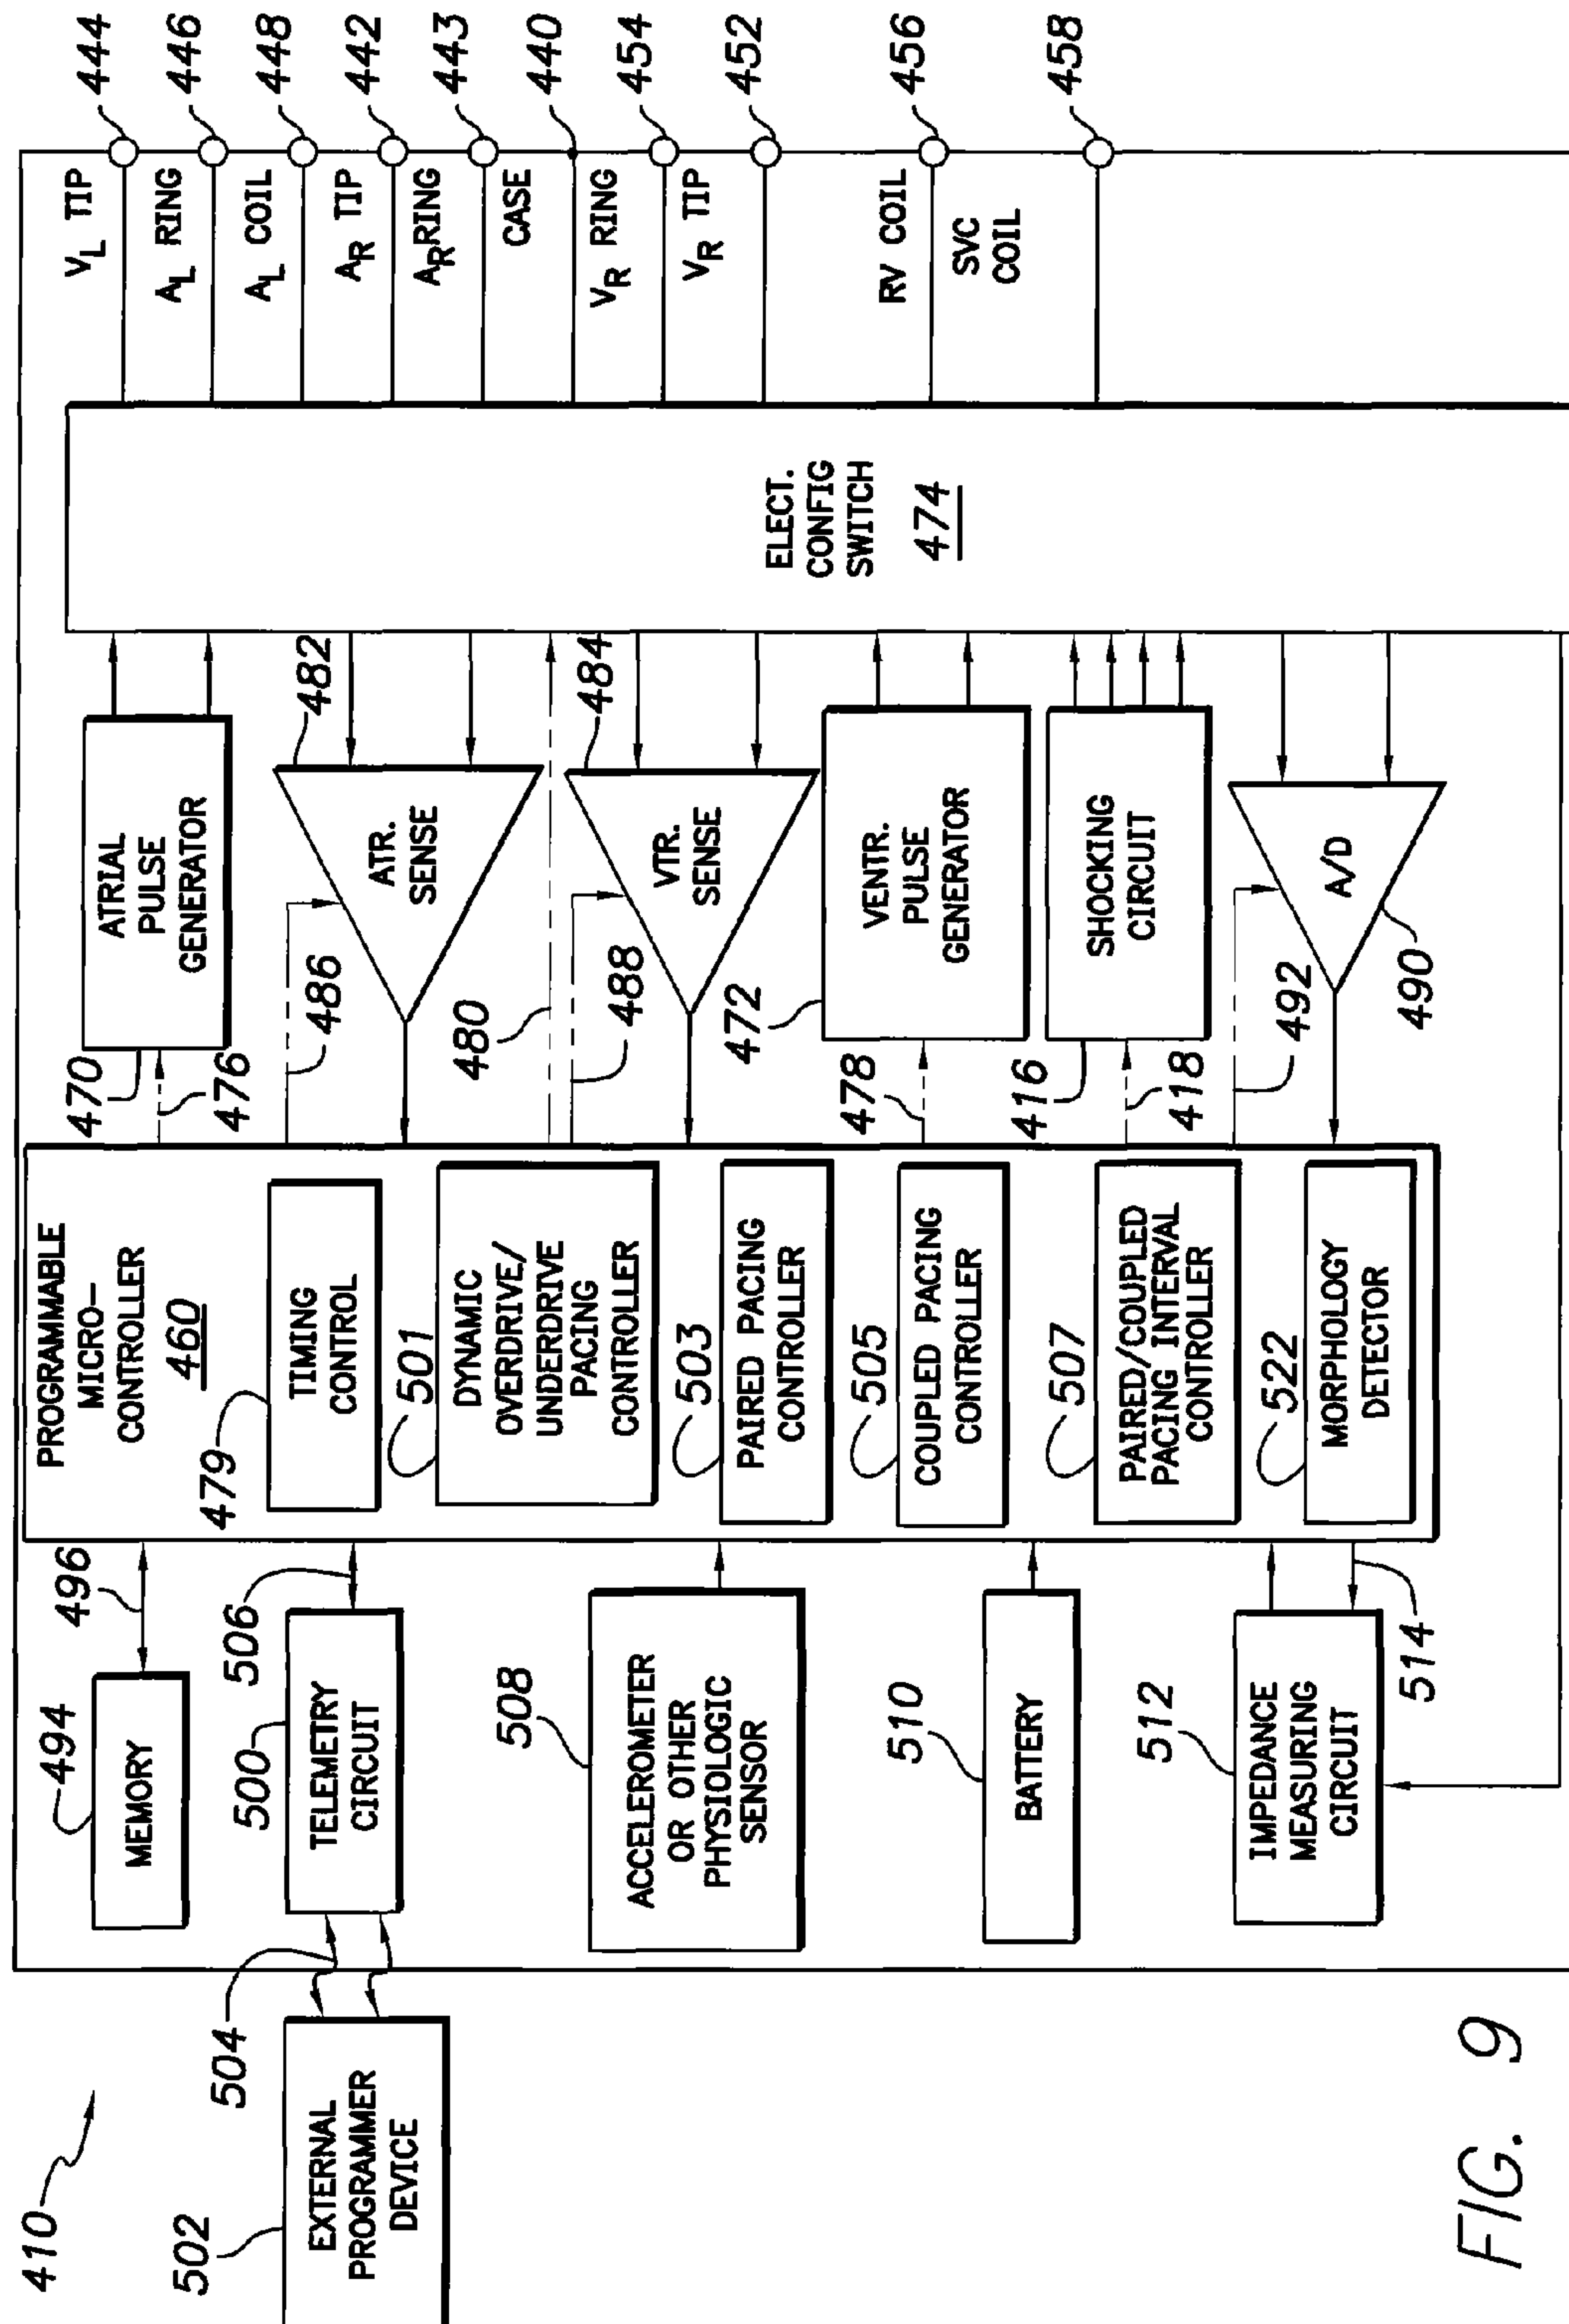 410
502
EXTERNAL
PROGRAMMER
DEVICE
504
494
MEMORY
496
500
TELEMETRY
CIRCUIT
506
508
ACCELEROMETER
OR OTHER
PHYSIOLOGIC
SENSOR
510
BATTERY
512
IMPEDANCE
MEASURING
CIRCUIT
514
PROGRAMMABLE
MICRO-
CONTROLLER
460
479
TIMING
CONTROL
501
DYNAMIC
OVERDRIVE/
UNDERDRIVE
PACING
CONTROLLER
503
PAIRED PACING
CONTROLLER
505
COUPLED PACING
CONTROLLER
507
PAIRED/COUPLED
PACING INTERVAL
CONTROLLER
522
MORPHOLOGY
DETECTOR
470
476
ATRIAL
PULSE
GENERATOR
486
482
ATR.
SENSE
480
488
484
VTR.
SENSE
472
478
VENTR.
PULSE
GENERATOR
416
418
SHOCKING
CIRCUIT
492
A/D
490
ELECT.
CONFIG
SWITCH
474
VL TIP
444
AL RING
446
AL COIL
448
AR TIP
442
AR RING
443
CASE
440
VR RING
454
VR TIP
452
RV COIL
456
SVC
COIL
458
FIG. 9